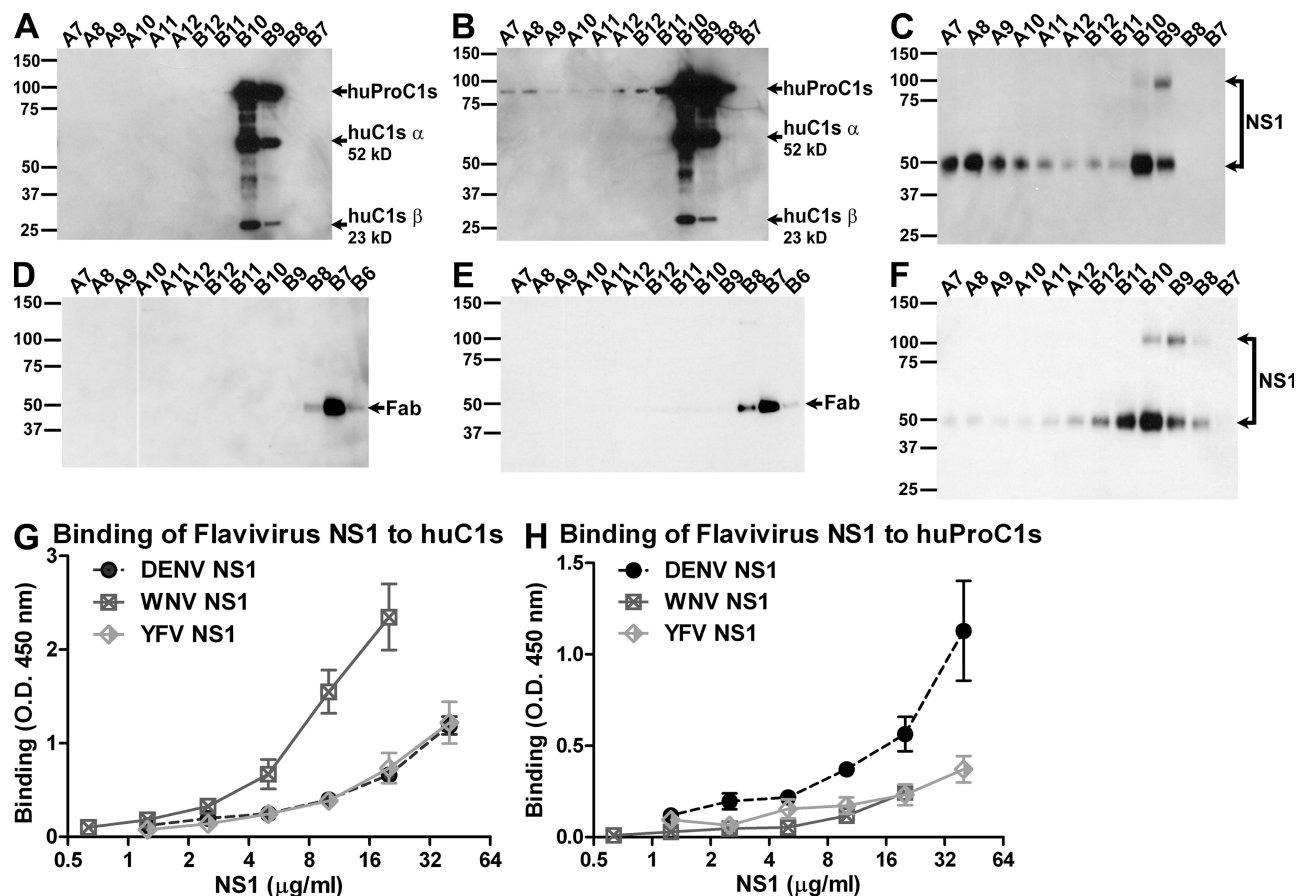 A
A7 A8 A9 A10 A11 A12 B12 B11 B10 B9 B8 B7
150
100
75
50
37
25
huProC1s
huC1s α
52 kD
huC1s β
23 kD
B
A7 A8 A9 A10 A11 A12 B12 B11 B10 B9 B8 B7
150
100
75
50
37
25
huProC1s
huC1s α
52 kD
huC1s β
23 kD
C
A7 A8 A9 A10 A11 A12 B12 B11 B10 B9 B8 B7
150
100
75
50
37
25
NS1
D
A7 A8 A9 A10 A11 A12 B12 B11 B10 B9 B8 B7 B6
150
100
75
50
37
Fab
E
A7 A8 A9 A10 A11 A12 B12 B11 B10 B9 B8 B7 B6
150
100
75
50
37
Fab
F
A7 A8 A9 A10 A11 A12 B12 B11 B10 B9 B8 B7
150
100
75
50
37
25
NS1
G Binding of Flavivirus NS1 to huC1s
DENV NS1
WNV NS1
YFV NS1
Binding (O.D. 450 nm)
3
2
1
0
0.5 1 2 4 8 16 32 64
NS1 (μg/ml)
H Binding of Flavivirus NS1 to huProC1s
DENV NS1
WNV NS1
YFV NS1
Binding (O.D. 450 nm)
1.5
1.0
0.5
0.0
0.5 1 2 4 8 16 32 64
NS1 (μg/ml)